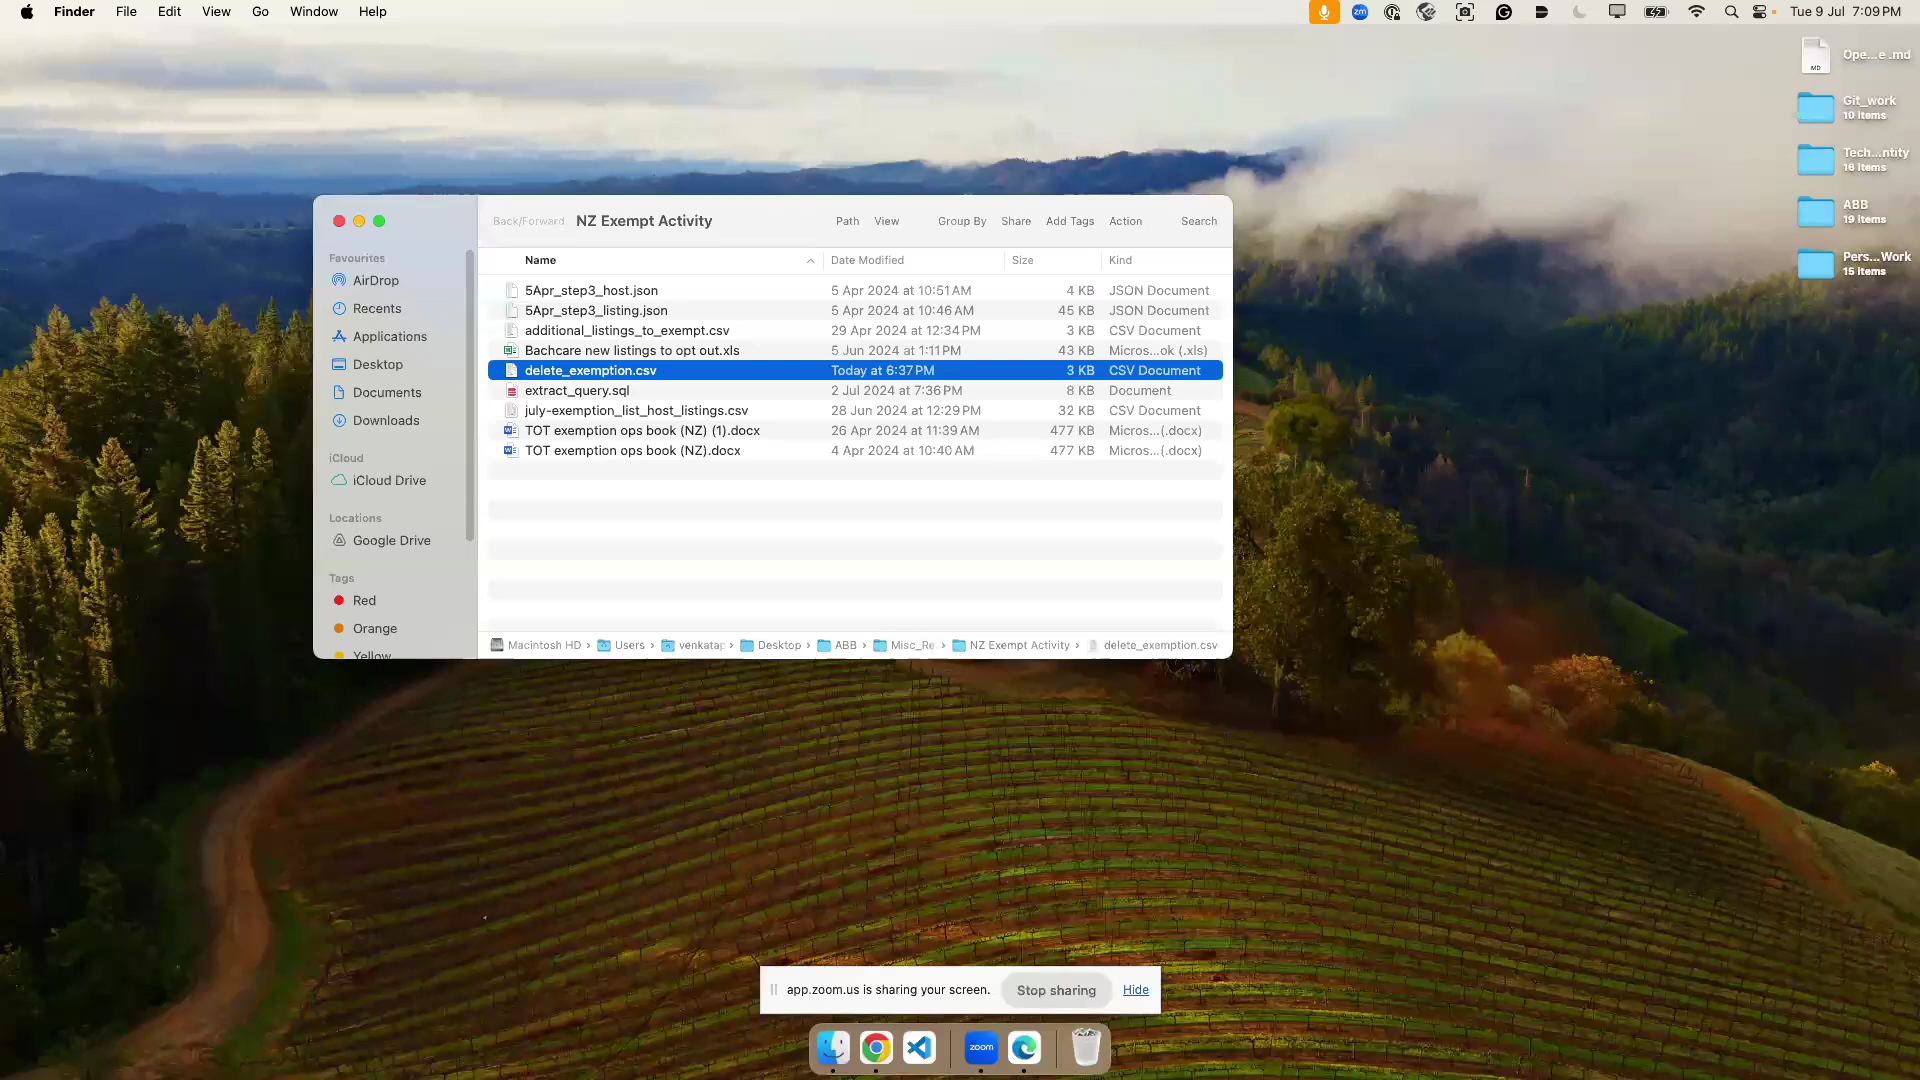 Finder File Edit View Go Window Help
zm
Tue 9 Jul 7:09 PM
MD
Ope...e .md
Git_work
10 items
Tech...ntity
16 items
ABB
19 items
Pers...Work
15 items
Back/Forward NZ Exempt Activity Path View Group By Share Add Tags Action Search
Favourites
AirDrop
Recents
Applications
Desktop
Documents
Downloads
iCloud
iCloud Drive
Locations
Google Drive
Tags
Red
Orange
Yellow
Name Date Modified Size Kind
5Apr_step3_host.json 5 Apr 2024 at 10:51 AM 4 KB JSON Document
5Apr_step3_listing.json 5 Apr 2024 at 10:46 AM 45 KB JSON Document
additional_listings_to_exempt.csv 29 Apr 2024 at 12:34 PM 3 KB CSV Document
Bachcare new listings to opt out.xls 5 Jun 2024 at 1:11 PM 43 KB Micros...ok (.xls)
delete_exemption.csv Today at 6:37 PM 3 KB CSV Document
extract_query.sql 2 Jul 2024 at 7:36 PM 8 KB Document
july-exemption_list_host_listings.csv 28 Jun 2024 at 12:29 PM 32 KB CSV Document
TOT exemption ops book (NZ) (1).docx 26 Apr 2024 at 11:39 AM 477 KB Micros...(.docx)
TOT exemption ops book (NZ).docx 4 Apr 2024 at 10:40 AM 477 KB Micros...(.docx)
Macintosh HD › Users › venkatap › Desktop › ABB › Misc_Re › NZ Exempt Activity › delete_exemption.csv
app.zoom.us is sharing your screen. Stop sharing Hide
zoom